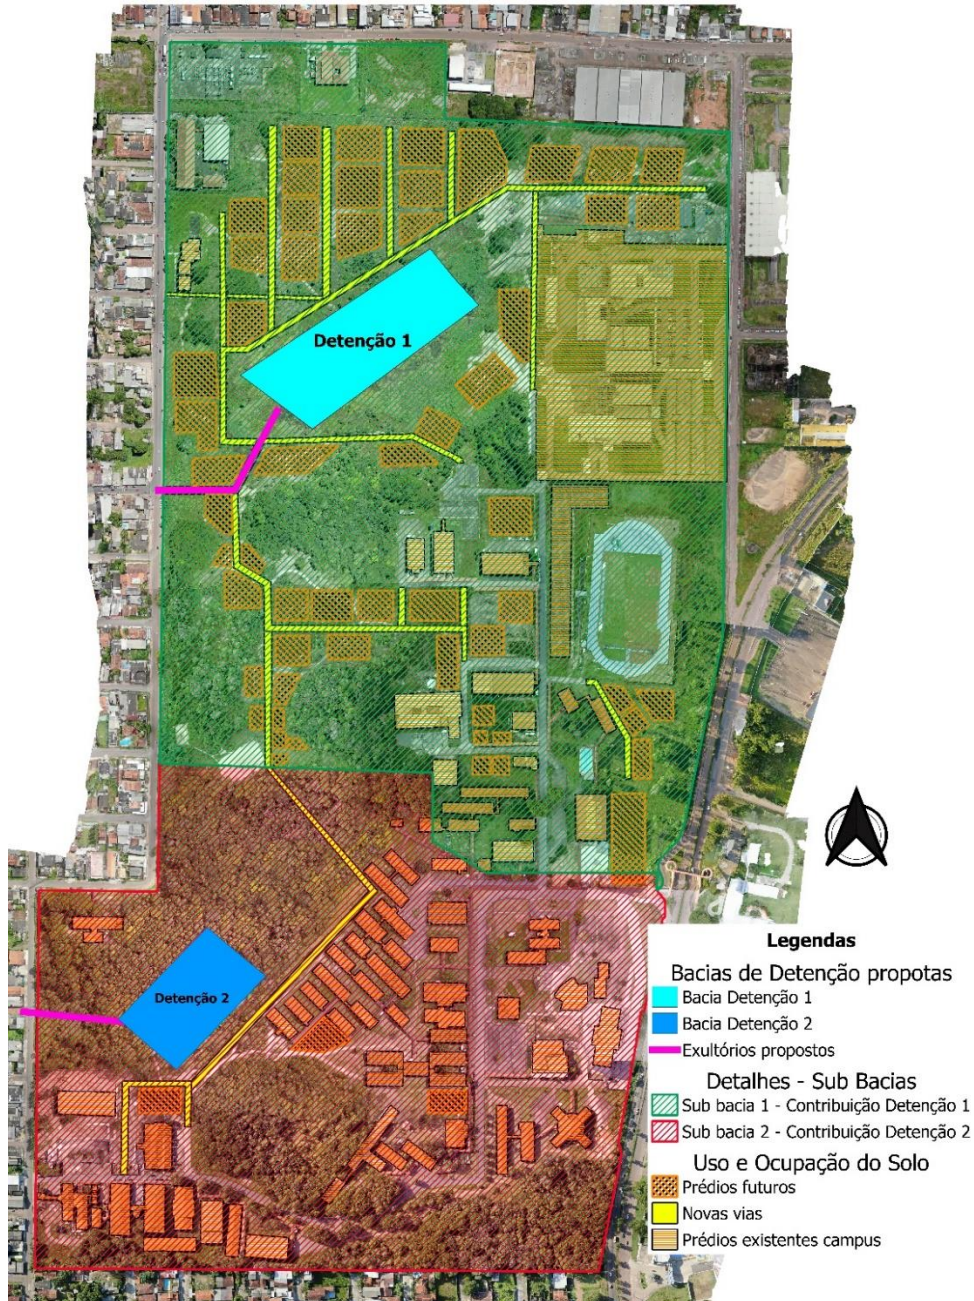 Detenção 1
Detenção 2
Legendas
Bacias de Detenção propotas
Bacia Detenção 1
Bacia Detenção 2
Exultórios propostos
Detalhes - Sub Bacias
Sub bacia 1 - Contribuição Detenção 1
Sub bacia 2 - Contribuição Detenção 2
Uso e Ocupação do Solo
Prédios futuros
Novas vias
Prédios existentes campus